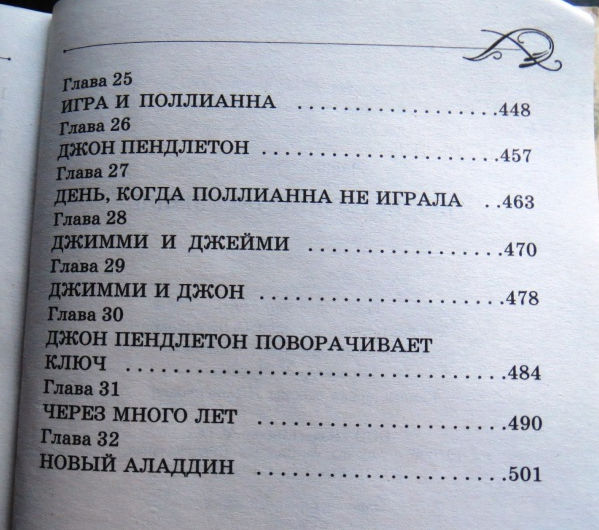 Глава 25
ИГРА И ПОЛЛИАННА ....................448
Глава 26
ДЖОН ПЕНДЛЕТОН ......................457
Глава 27
ДЕНЬ, КОГДА ПОЛЛИАННА НЕ ИГРАЛА ..463
Глава 28
ДЖИММИ И ДЖЕЙМИ ..................470
Глава 29
ДЖИММИ И ДЖОН .......................478
Глава 30
ДЖОН ПЕНДЛЕТОН ПОВОРАЧИВАЕТ
КЛЮЧ ....................................484
Глава 31
ЧЕРЕЗ МНОГО ЛЕТ ......................490
Глава 32
НОВЫЙ АЛАДДИН ......................501